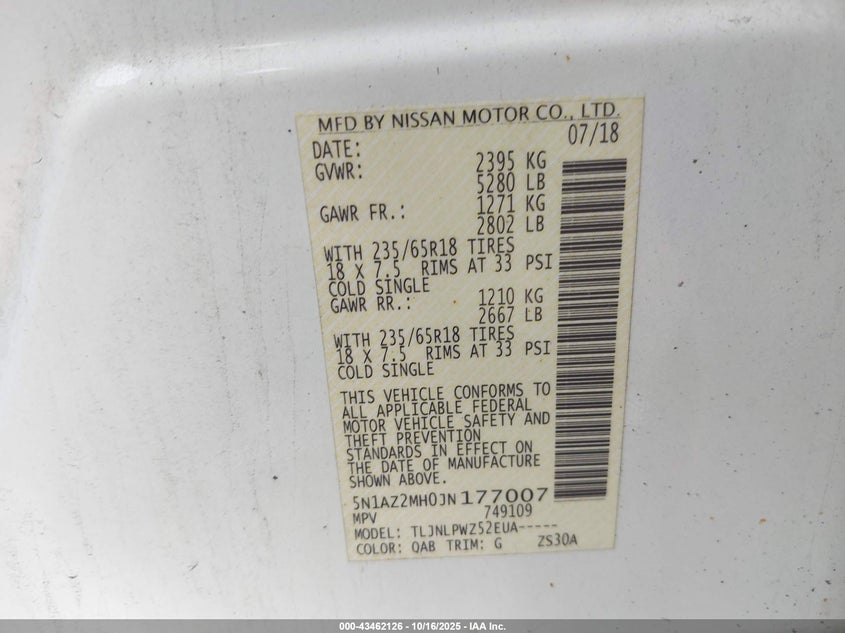 MFD BY NISSAN MOTOR CO., LTD.
DATE: 07/18
GVWR: 2395 KG
5280 LB
GAWR FR.: 1271 KG
2802 LB
WITH 235/65R18 TIRES
18 X 7.5 RIMS AT 33 PSI
COLD SINGLE
GAWR RR.: 1210 KG
2667 LB
WITH 235/65R18 TIRES
18 X 7.5 RIMS AT 33 PSI
COLD SINGLE
THIS VEHICLE CONFORMS TO
ALL APPLICABLE FEDERAL
MOTOR VEHICLE SAFETY AND
THEFT PREVENTION
STANDARDS IN EFFECT ON
THE DATE OF MANUFACTURE
SHOWN ABOVE.
5N1AZ2MH0JN177007
MPV 749109
MODEL: TLJNLPWZ52EUA-----
COLOR: QAB TRIM: G ZS30A
000-43462126 - 10/16/2025 - IAA Inc.